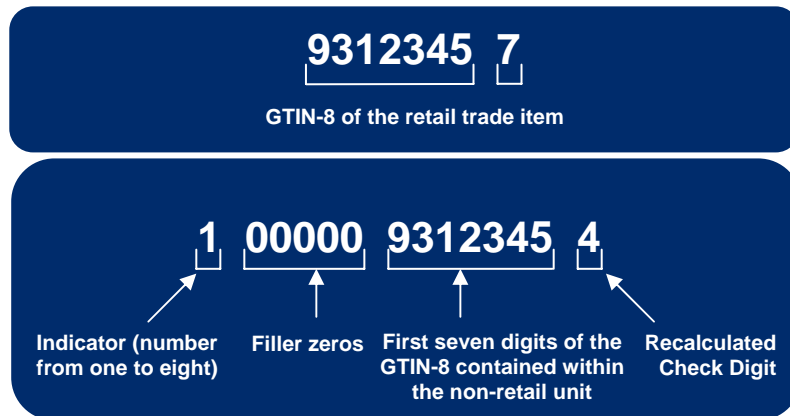 9312345 7
GTIN-8 of the retail trade item
1 00000 9312345 4
Indicator (number
from one to eight)
Filler zeros
First seven digits of the
GTIN-8 contained within
the non-retail unit
Recalculated
Check Digit